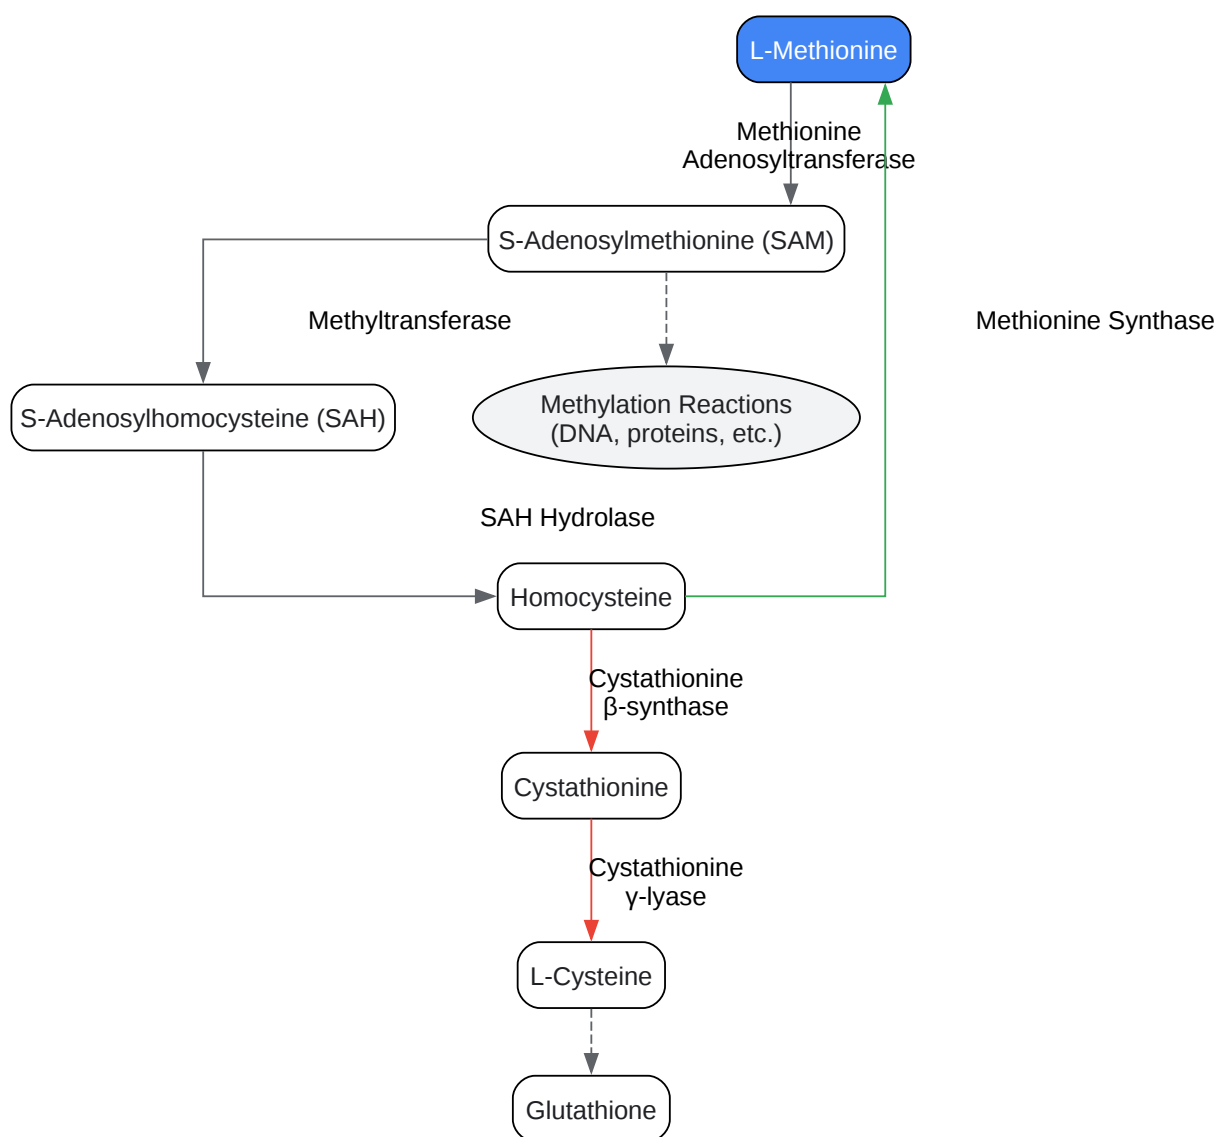 L-Methionine
Methionine
Adenosyltransferase
S-Adenosylmethionine (SAM)
Methyltransferase
Methionine Synthase
S-Adenosylhomocysteine (SAH)
Methylation Reactions
(DNA, proteins, etc.)
SAH Hydrolase
Homocysteine
Cystathionine
β-synthase
Cystathionine
Cystathionine
γ-lyase
L-Cysteine
Glutathione